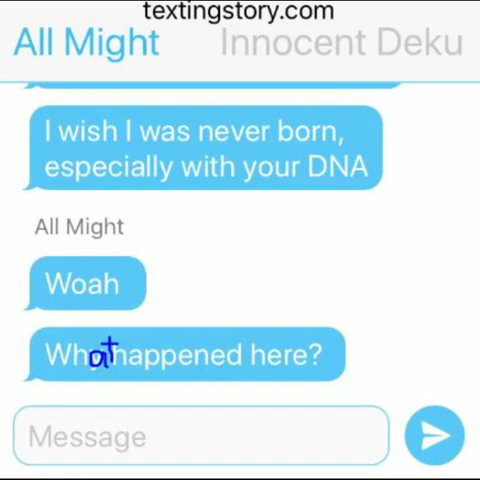 textingstory.com
All Might Innocent Deku
I wish I was never born,
especially with your DNA
All Might
Woah
What happened here?
Message